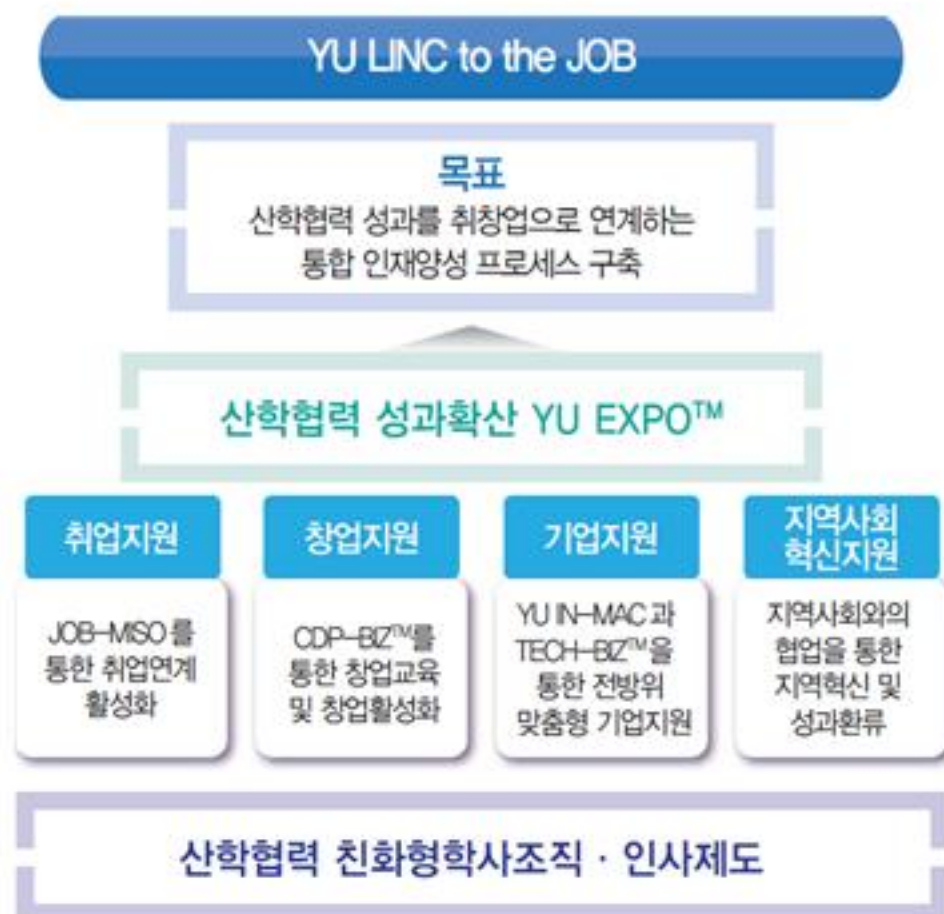 YU LINC to the JOB
목표
산학협력 성과를 취창업으로 연계하는
통합 인재양성 프로세스 구축
산학협력 성과확산 YU EXPO™
취업지원
JOB-MISO 를
통한 취업연계
활성화
창업지원
CDP-BIZ™를
통한 창업교육
및 창업활성화
기업지원
YU IN-MAC 과
TECH-BIZ™을
통한 전방위
맞춤형 기업지원
지역사회
혁신지원
지역사회와의
협업을 통한
지역혁신 및
성과환류
산학협력 친화형학사조직 · 인사제도